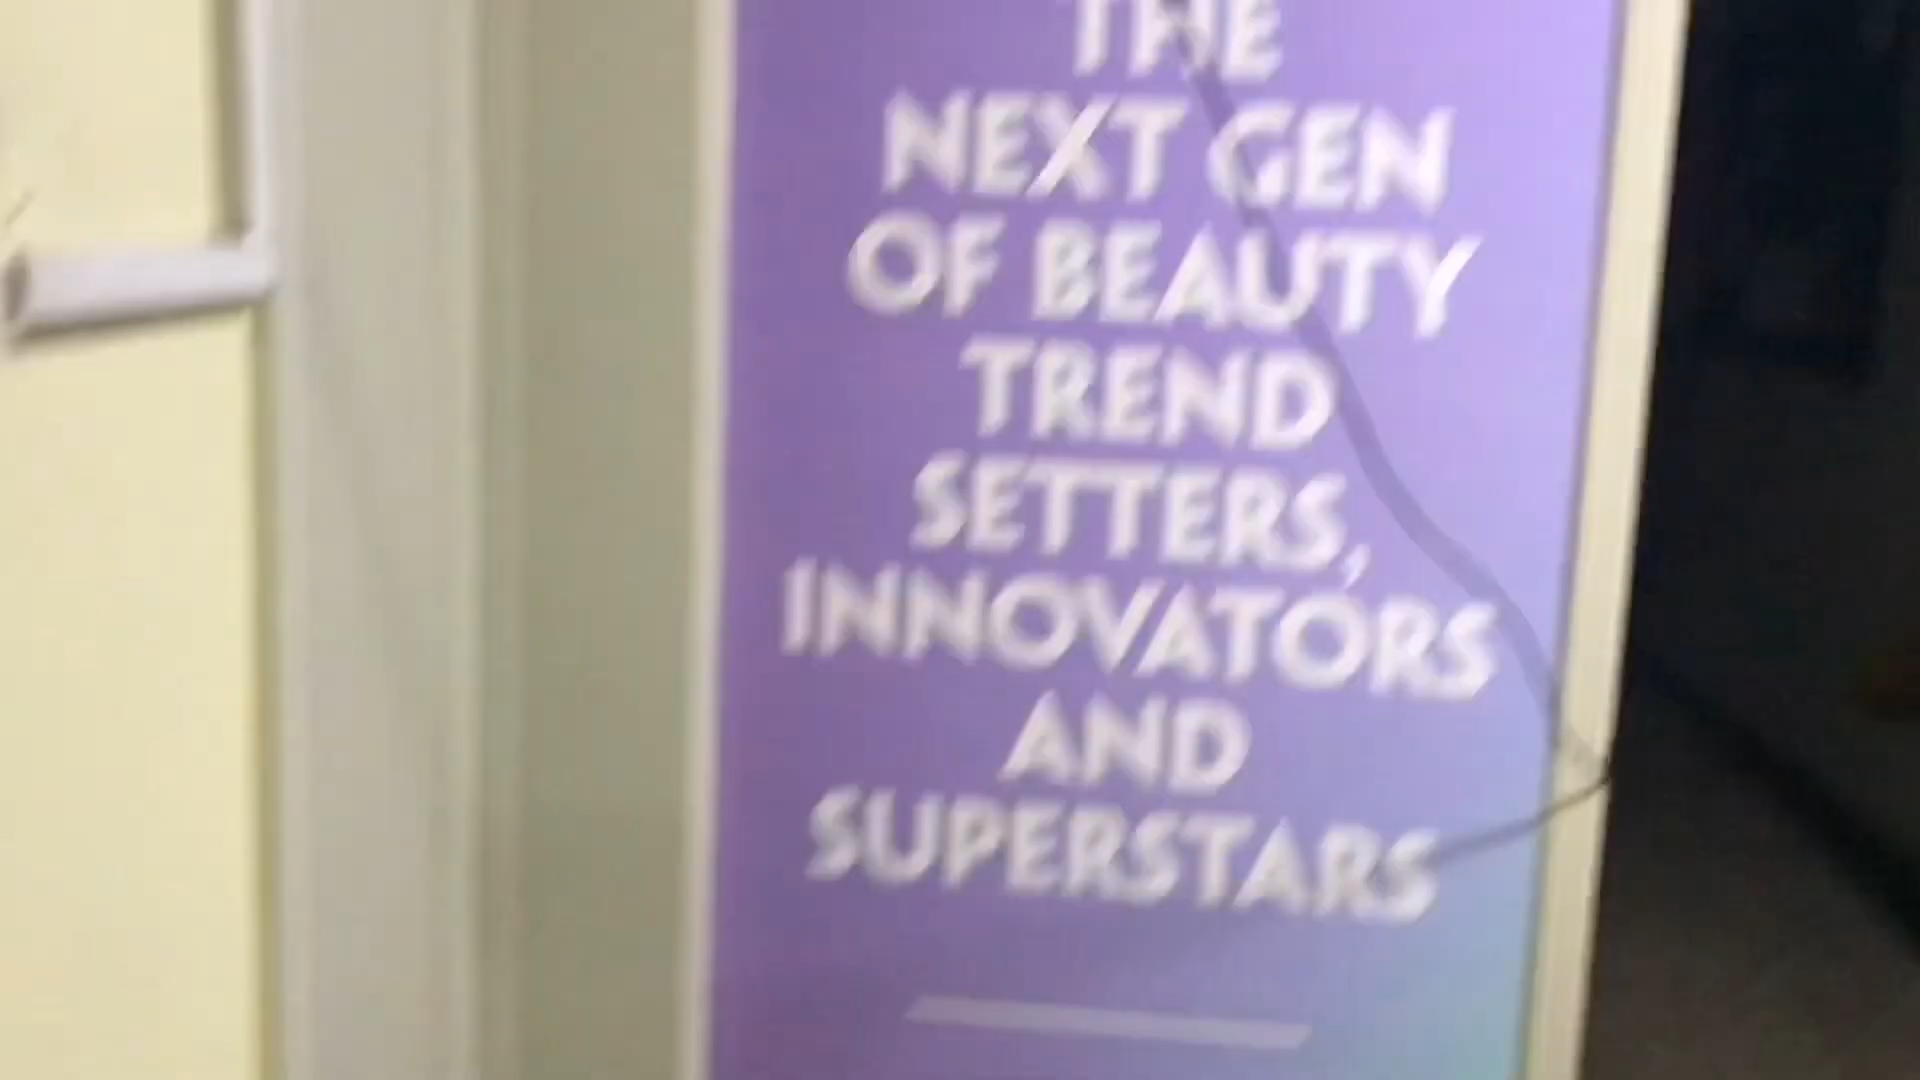 THE
NEXT GEN
OF BEAUTY
TREND
SETTERS,
INNOVATORS
AND
SUPERSTARS